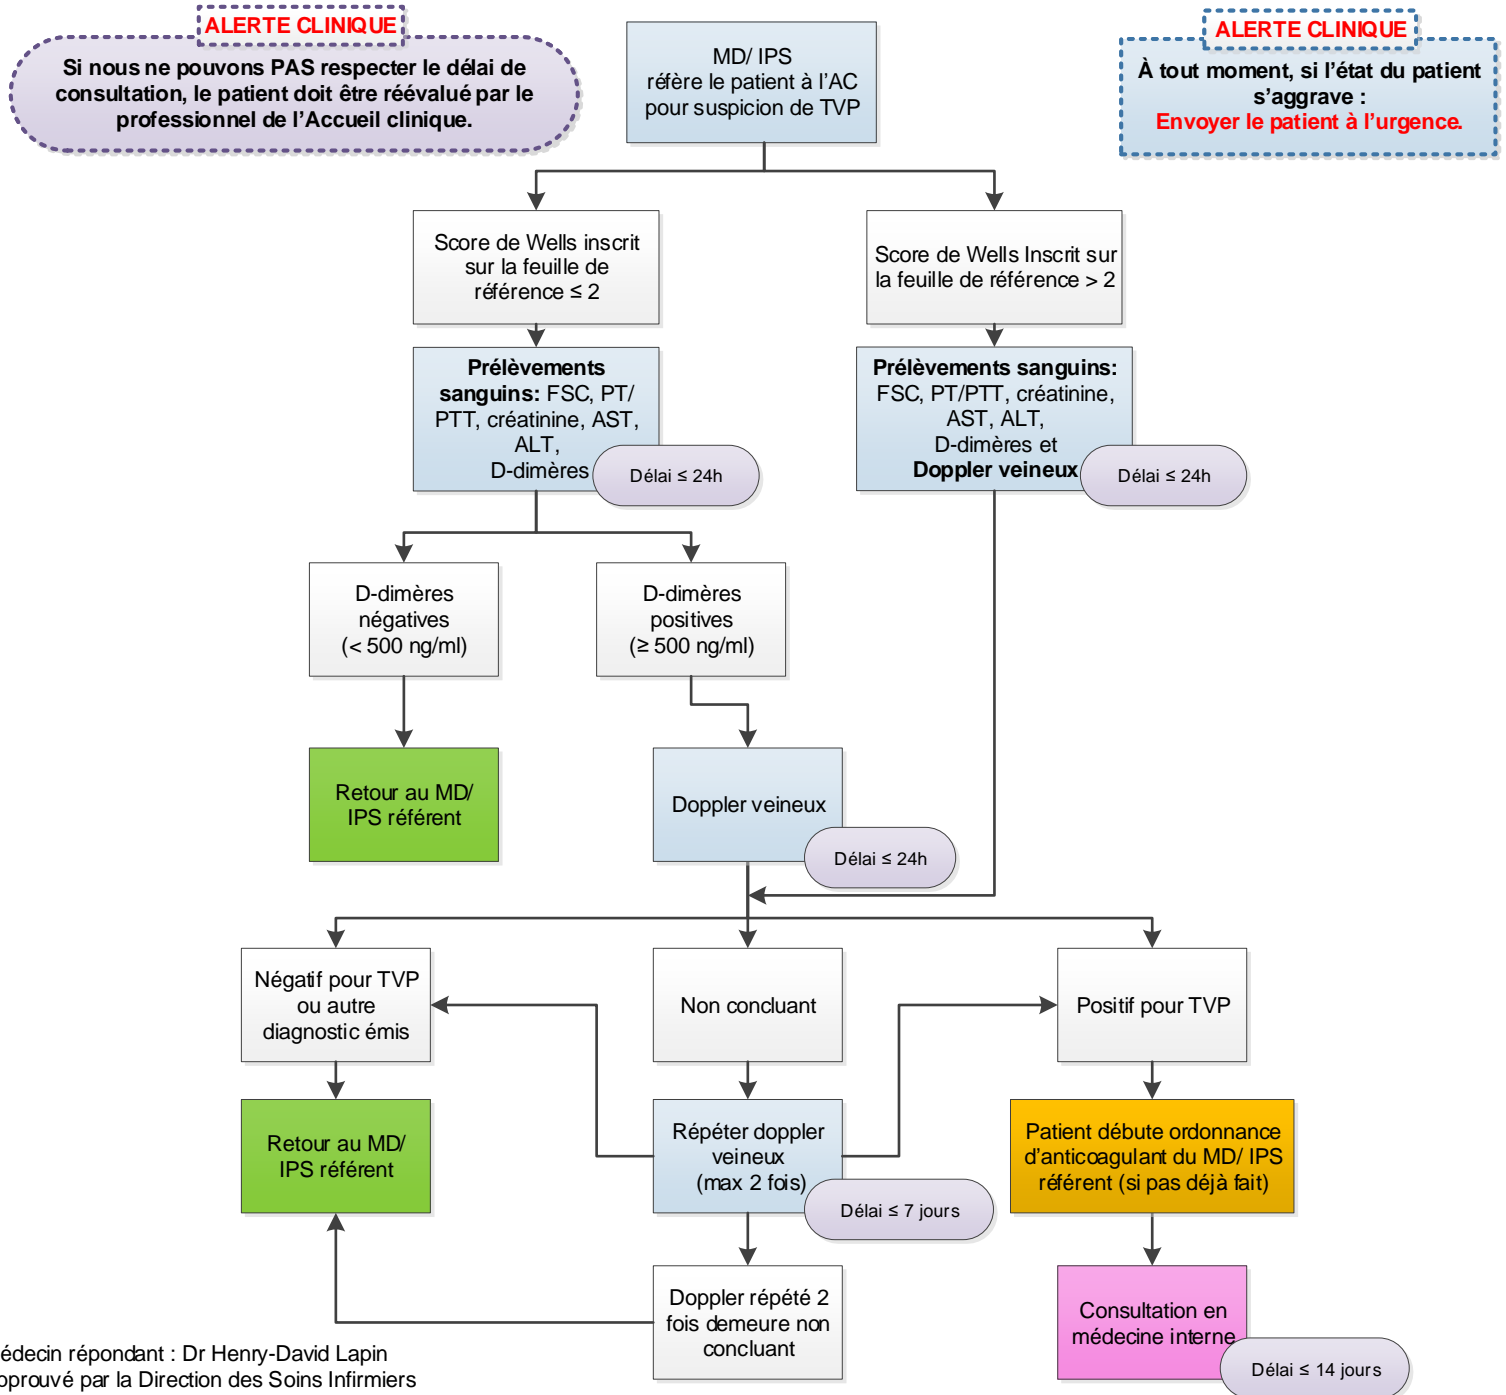 ALERTE CLINIQUE
Si nous ne pouvons PAS respecter le délai de
consultation, le patient doit être réévalué par le
professionnel de l'Accueil clinique.
MD/ IPS
réfère le patient à l'AC
pour suspicion de TVP
ALERTE CLINIQUE
À tout moment, si l'état du patient
s'aggrave :
Envoyer le patient à l'urgence.
Score de Wells inscrit
sur la feuille de
référence ≤ 2
Score de Wells Inscrit sur
la feuille de référence > 2
Prélèvements
sanguins: FSC, PT/
PTT, créatinine, AST,
ALT,
D-dimères
Délai ≤ 24h
Prélèvements sanguins:
FSC, PT/PTT, créatinine,
AST, ALT,
D-dimères et
Doppler veineux
Délai ≤ 24h
D-dimères
négatives
(< 500 ng/ml)
D-dimères
positives
(≥ 500 ng/ml)
Retour au MD/
IPS référent
Doppler veineux
Délai ≤ 24h
Négatif pour TVP
ou autre
diagnostic émis
Non concluant
Positif pour TVP
Retour au MD/
IPS référent
Répéter doppler
veineux
(max 2 fois)
Délai ≤ 7 jours
Patient débute ordonnance
d'anticoagulant du MD/ IPS
référent (si pas déjà fait)
Doppler répété 2
fois demeure non
concluant
Consultation en
médecine interne
Délai ≤ 14 jours
édecin répondant : Dr Henry-David Lapin
pprouvé par la Direction des Soins Infirmiers